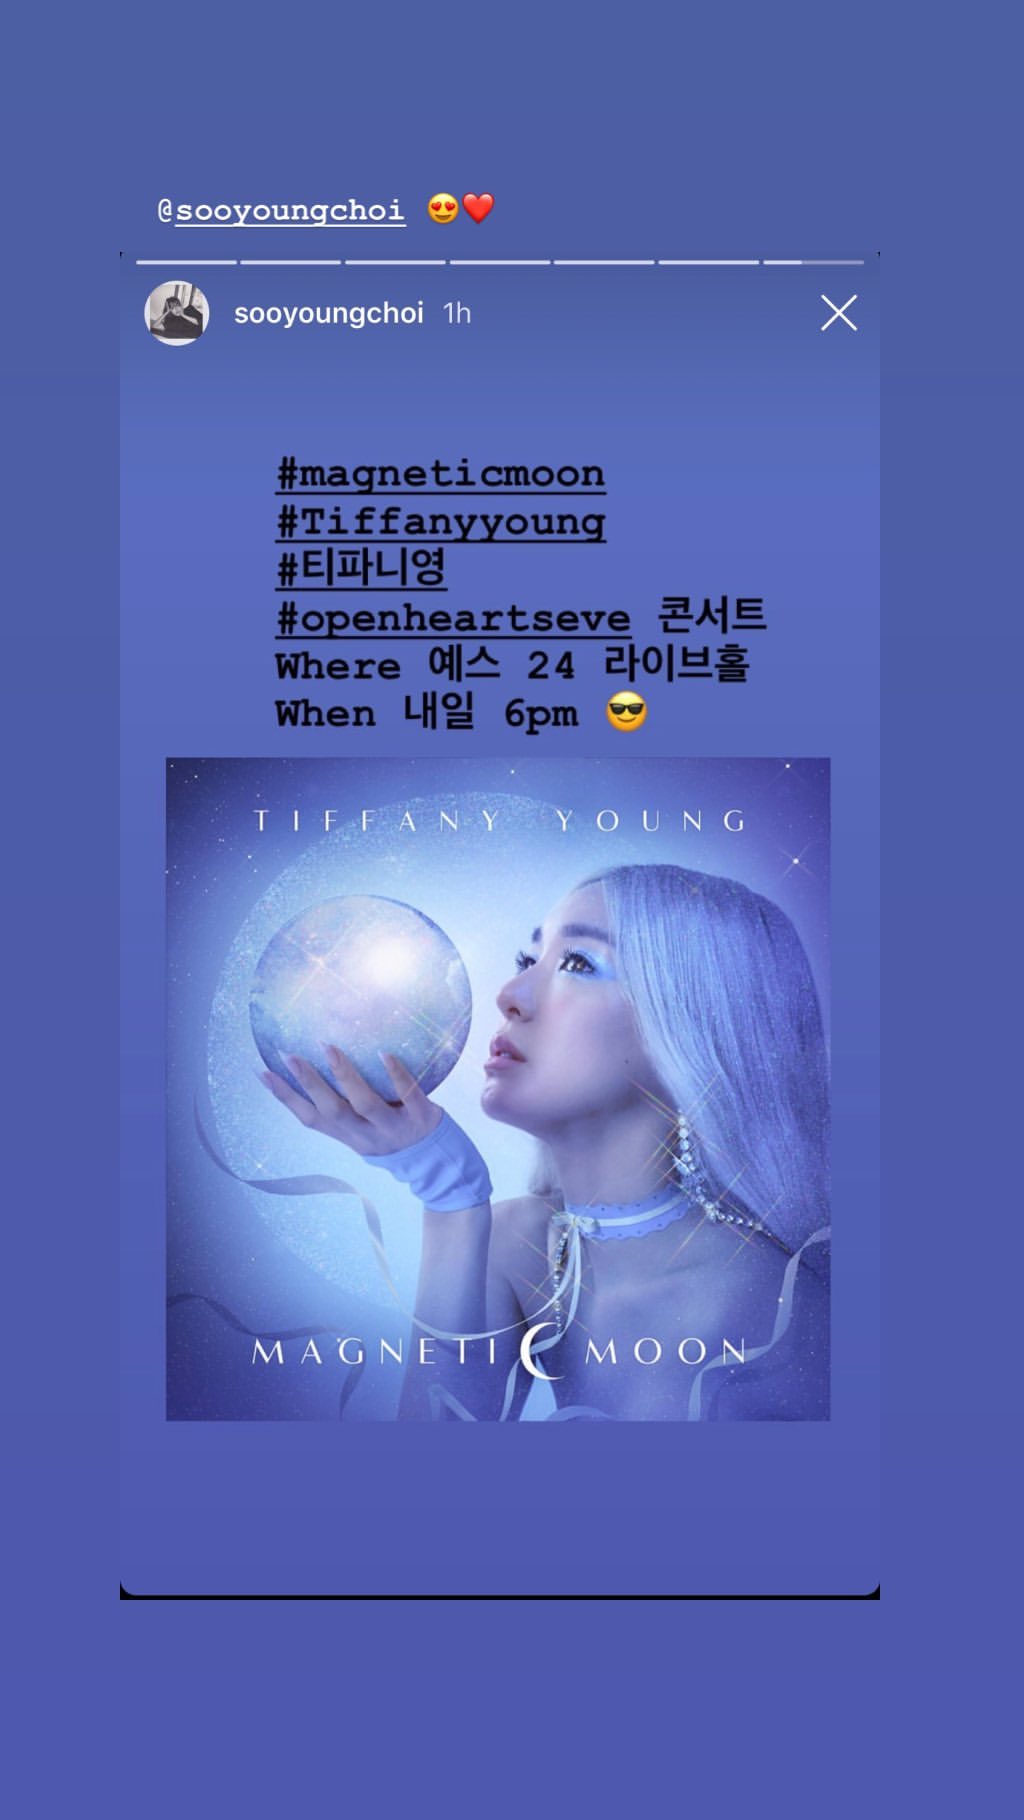 @sooyoungchoi 😍❤️
sooyoungchoi 1h
#magneticmoon
#Tiffanyyoung
#티파니영
#openheartseve 콘서트
Where 예스 24 라이브홀
When 내일 6pm 😎
TIFFANY YOUNG
MAGNETIC MOON